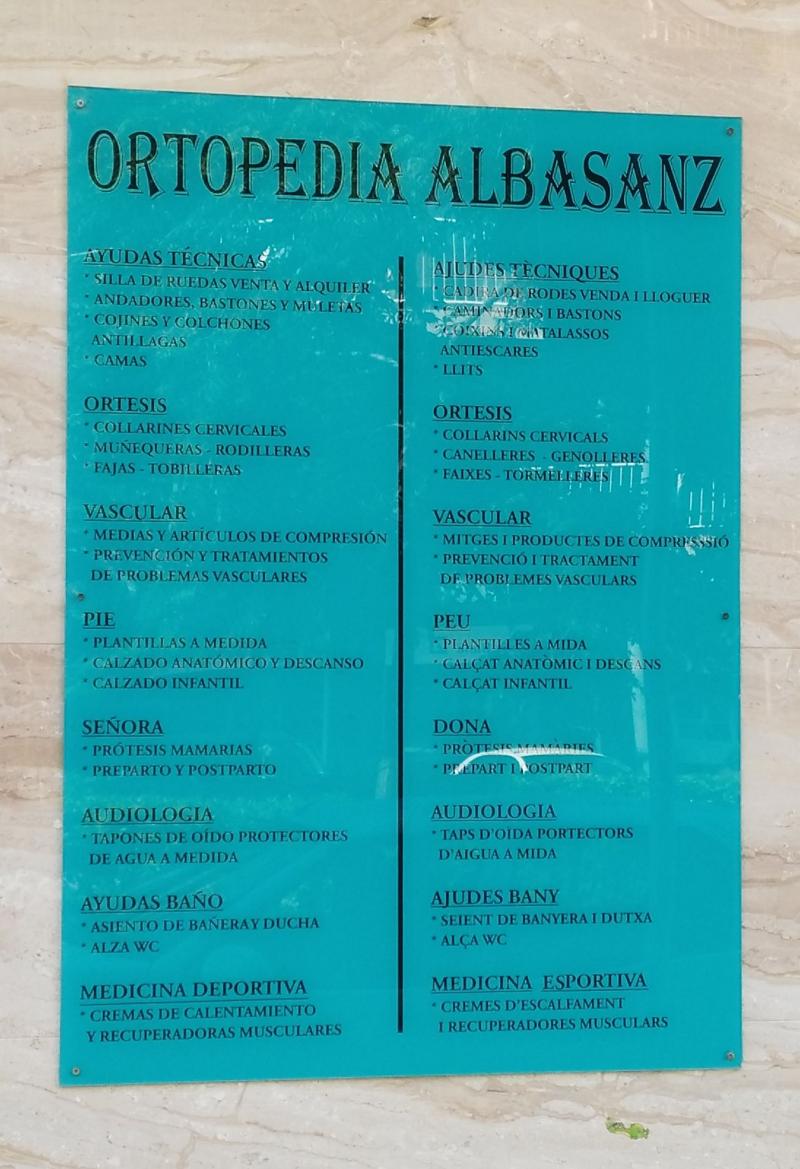 ORTOPEDIA ALBASANZ
AYUDAS TÉCNICAS
* SILLA DE RUEDAS VENTA Y ALQUILER
* ANDADORES, BASTONES Y MULETAS
* COJINES Y COLCHONES
ANTILLAGAS
* CAMAS
ORTESIS
* COLLARINES CERVICALES
* MUÑEQUERAS - RODILLERAS
* FAJAS - TOBILLERAS
VASCULAR
* MEDIAS Y ARTÍCULOS DE COMPRESIÓN
* PREVENCIÓN Y TRATAMIENTOS
DE PROBLEMAS VASCULARES
PIE
* PLANTILLAS A MEDIDA
* CALZADO ANATÓMICO Y DESCANSO
* CALZADO INFANTIL
SEÑORA
* PRÓTESIS MAMARIAS
* PREPARTO Y POSTPARTO
AUDIOLOGIA
* TAPONES DE OÍDO PROTECTORES
DE AGUA A MEDIDA
AYUDAS BAÑO
* ASIENTO DE BAÑERA Y DUCHA
* ALZA WC
MEDICINA DEPORTIVA
* CREMAS DE CALENTAMIENTO
Y RECUPERADORAS MUSCULARES
AJUDES TÈCNIQUES
* CADIRA DE RODES VENDA I LLOGUER
* CAMINADORS I BASTONS
* COIXINS I MATALASSOS
ANTIESCARES
* LLITS
ORTESIS
* COLLARINS CERVICALS
* CANELLERES - GENOLLERES
* FAIXES - TORMELLERES
VASCULAR
* MITGES I PRODUCTES DE COMPRESSSIÓ
* PREVENCIÓ I TRACTAMENT
DE PROBLEMES VASCULARS
PEU
* PLANTILLES A MIDA
* CALÇAT ANATÒMIC I DESCANS
* CALÇAT INFANTIL
DONA
* PRÒTESIS MAMÀRIES
* PREPART I POSTPART
AUDIOLOGIA
* TAPS D'OÏDA PORTECTORS
D'AIGUA A MIDA
AJUDES BANY
* SEIENT DE BANYERA I DUTXA
* ALÇA WC
MEDICINA ESPORTIVA
* CREMES D'ESCALFAMENT
I RECUPERADORES MUSCULARS